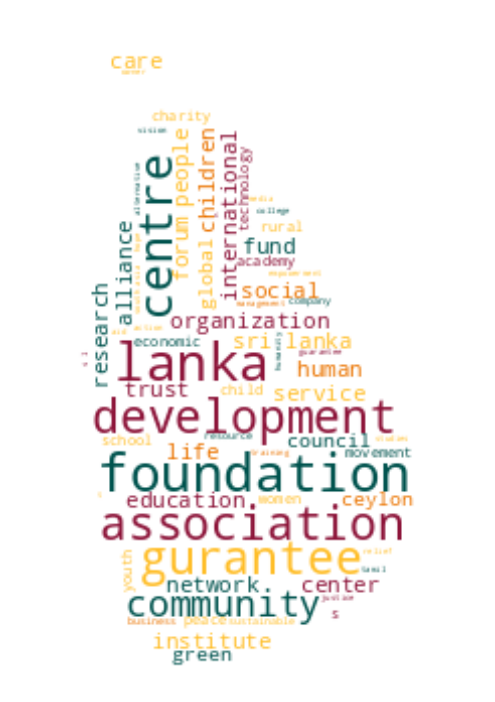 care
women
charity
vision
centre
forum
people
children
international
technology
alternative
media
college
rural
alliance
global
fund
academy
empowerment
social
management
company
research
organization
action
aid
economic
sri lanka
humanity
guarantee
lanka
human
trust
child
service
development
school
resource
council
studies
life
training
movement
foundation
education
women
ceylon
association
gurantee
relief
youth
tamil
network.
center
community
justice
s
business
peace
sustainable
institute
green